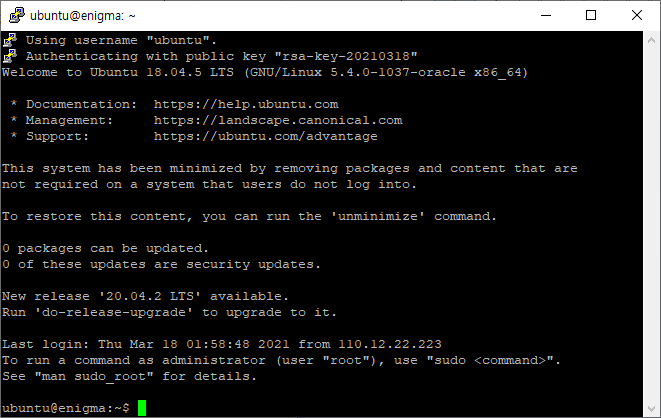 ubuntu@enigma: ~
Using username "ubuntu".
Authenticating with public key "rsa-key-20210318"
Welcome to Ubuntu 18.04.5 LTS (GNU/Linux 5.4.0-1037-oracle x86_64)
* Documentation:  https://help.ubuntu.com
* Management:     https://landscape.canonical.com
* Support:        https://ubuntu.com/advantage
This system has been minimized by removing packages and content that are
not required on a system that users do not log into.
To restore this content, you can run the 'unminimize' command.
0 packages can be updated.
0 of these updates are security updates.
New release '20.04.2 LTS' available.
Run 'do-release-upgrade' to upgrade to it.
Last login: Thu Mar 18 01:58:48 2021 from 110.12.22.223
To run a command as administrator (user "root"), use "sudo <command>".
See "man sudo_root" for details.
ubuntu@enigma:~$